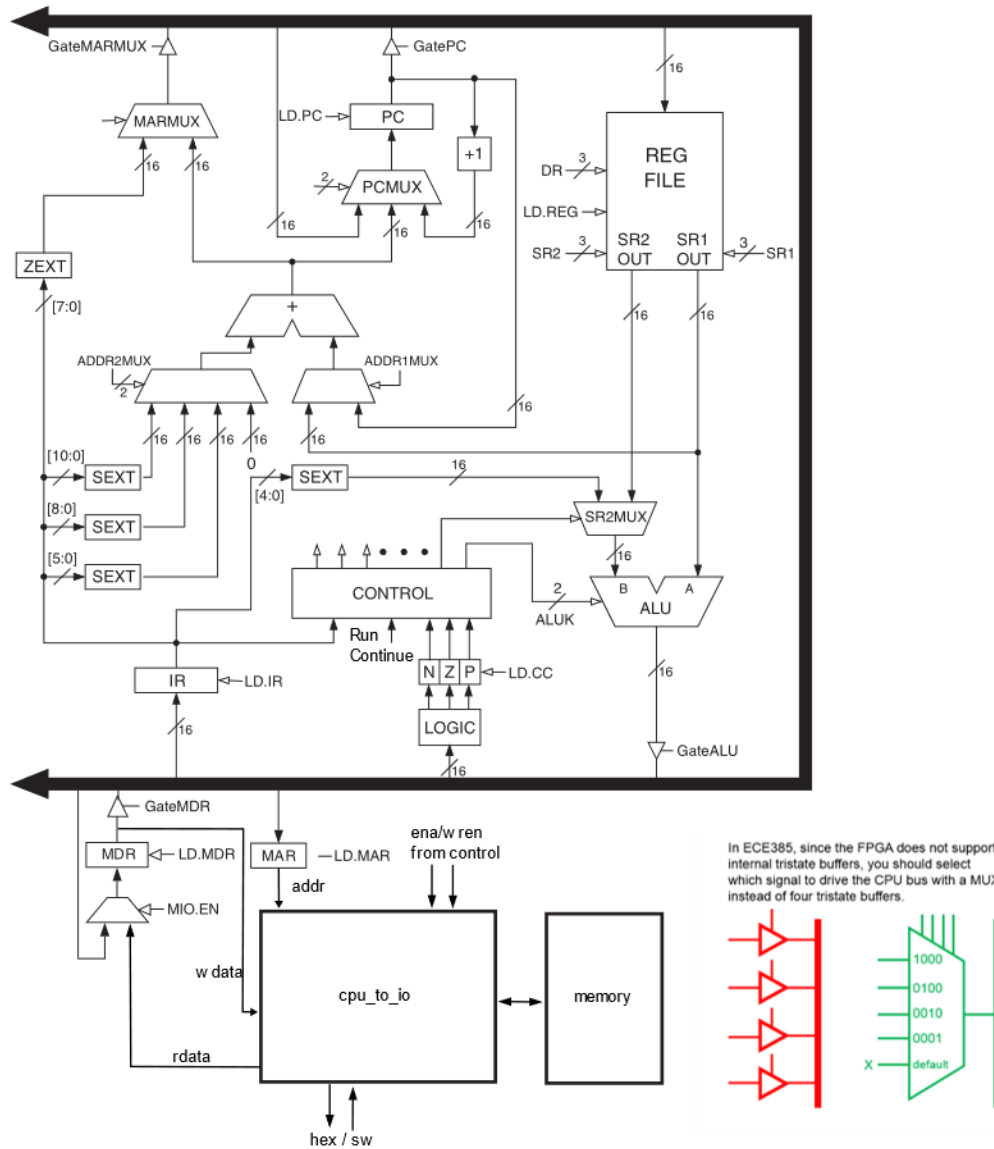 GateMARMUX
GatePC
16
MARMUX
LD.PC
PC
+1
REG
FILE
3
DR
LD.REG
3
SR2
SR2
OUT
SR1
OUT
3
SR1
16
16
2
PCMUX
16
16
16
ZEXT
[7:0]
+
16
16
ADDR2MUX
2
ADDR1MUX
16
16
16
16
16
0
16
[10:0]
SEXT
[4:0]
SEXT
16
[8:0]
SEXT
SR2MUX
16
[5:0]
SEXT
CONTROL
2
ALUK
B
A
ALU
Run
Continue
N Z P
LD.CC
IR
LD.IR
LOGIC
16
16
16
GateALU
GateMDR
MDR
LD.MDR
MAR
LD.MAR
addr
ena/w ren
from control
MIO.EN
w data
cpu_to_io
memory
rdata
hex / sw
In ECE385, since the FPGA does not support
internal tristate buffers, you should select
which signal to drive the CPU bus with a MUX
instead of four tristate buffers.
1000
0100
0010
0001
X
default